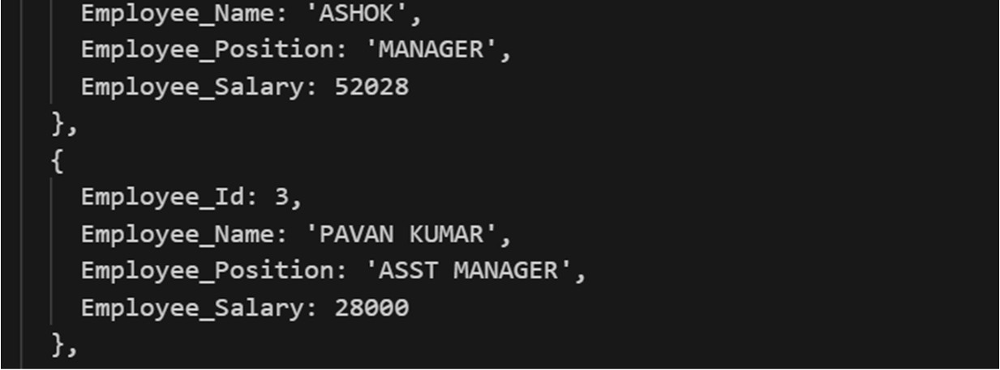 Employee_Name: 'ASHOK',
Employee_Position: 'MANAGER',
Employee_Salary: 52028
},
{
Employee_Id: 3,
Employee_Name: 'PAVAN KUMAR',
Employee_Position: 'ASST MANAGER',
Employee_Salary: 28000
},